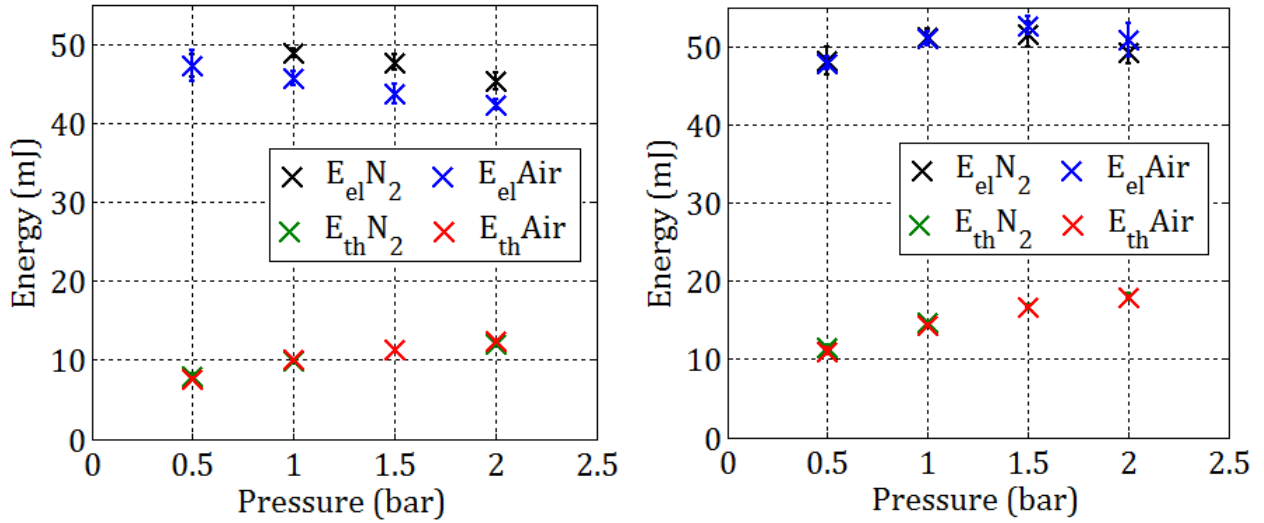 50
40
30
20
10
0
Energy (mJ)
E_el N_2
E_el Air
E_th N_2
E_th Air
0 0.5 1 1.5 2 2.5
Pressure (bar)
50
40
30
20
10
0
Energy (mJ)
E_el N_2
E_el Air
E_th N_2
E_th Air
0 0.5 1 1.5 2 2.5
Pressure (bar)